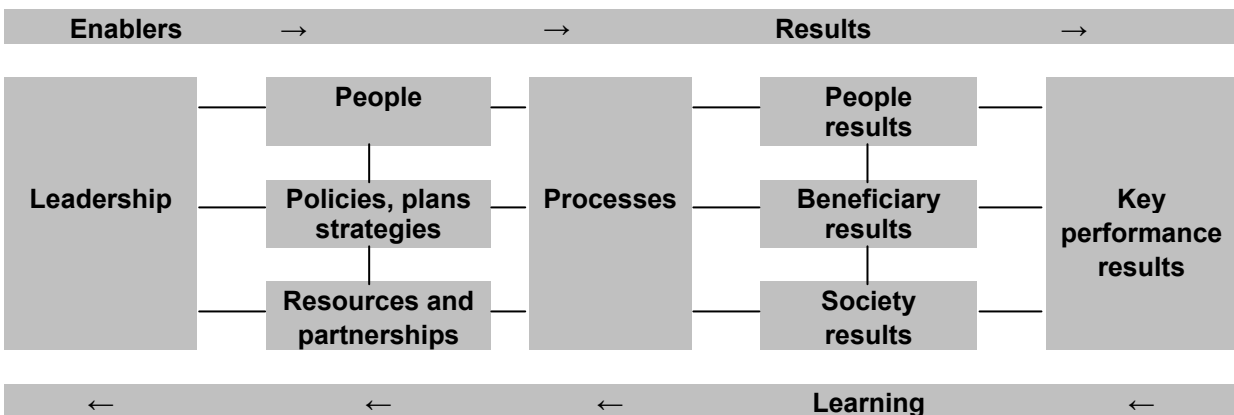 Enablers → → Results →
People
People
results
Leadership
Policies, plans
strategies
Processes
Beneficiary
results
Key
performance
results
Resources and
partnerships
Society
results
← ← ← Learning ←